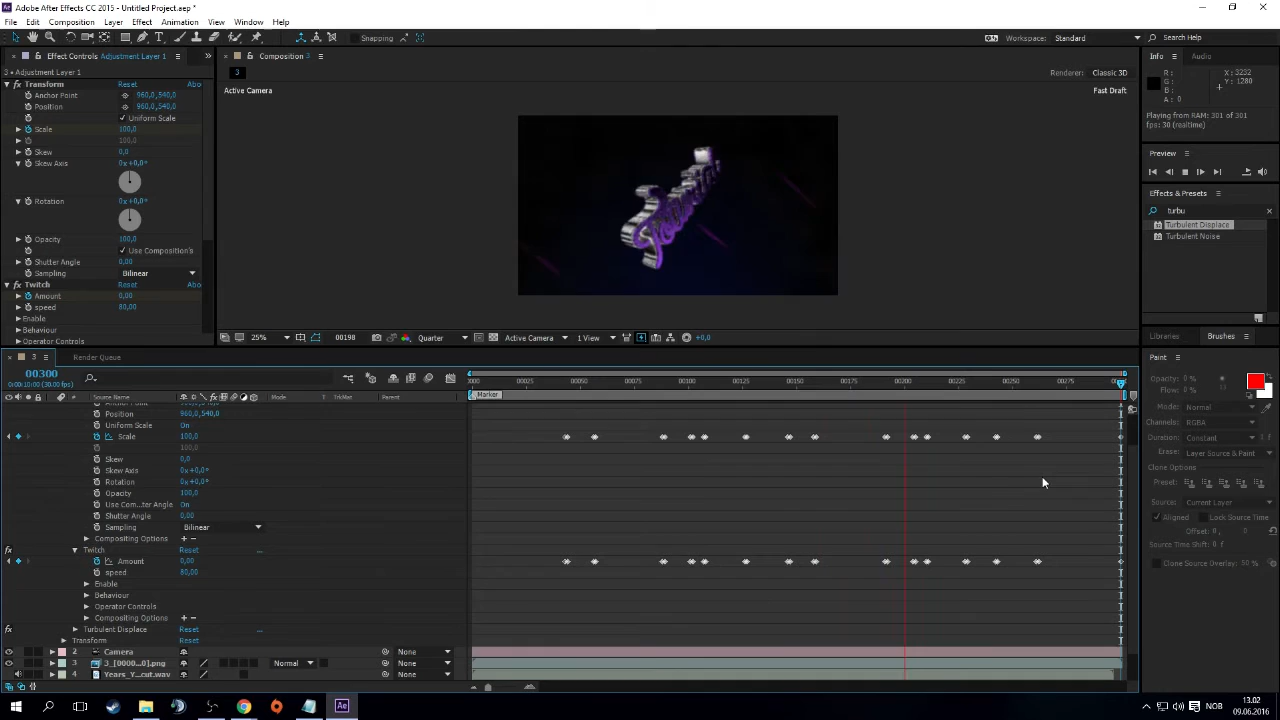 Adobe After Effects CC 2015 - Untitled Project.aep *
File Edit Composition Layer Effect Animation View Window Help
Snapping
Workspace: Standard
Search Help
Effect Controls Adjustment Layer 1
3 • Adjustment Layer 1
Transform Reset Abo
Anchor Point 960,0,540,0
Position 960,0,540,0
Uniform Scale
Scale 100,0
100,0
Skew 0,0
Skew Axis 0x+0,0°
Rotation 0x+0,0°
Opacity 100,0
Use Composition's
Shutter Angle 0,00
Sampling Bilinear
Twitch Reset Abo
Amount 0,00
speed 80,00
Enable
Behaviour
Operator Controls
Composition 3
3
Renderer: Classic 3D
Active Camera
Fast Draft
25% 00198 Quarter Active Camera 1 View +0,0
Info Audio
R : X : 3232
G : Y : 1280
B :
A : 0
Playing from RAM: 301 of 301
fps: 30 (realtime)
Preview
Effects & Presets
turbu
Turbulent Displace
Turbulent Noise
Libraries Brushes
Paint
Opacity: 0 %
Flow: 0 %
Mode: Normal
Channels: RGBA
Duration: Constant f
Erase: Layer Source & Paint
Clone Options
Preset:
Source: Current Layer
Aligned Lock Source Time
Offset: 0 , 0
Source Time Shift: 0 f
Clone Source Overlay: 50 %
3 Render Queue
00300
0:00:10:00 (30.00 fps)
Source Name Mode T TrkMat Parent
0000 00025 00050 00075 00100 00125 00150 00175 00200 00225 00250 00275
Marker
Position 960,0,540,0
Uniform Scale On
Scale 100,0
100,0
Skew 0,0
Skew Axis 0x+0,0°
Rotation 0x+0,0°
Opacity 100,0
Use Com...ter Angle On
Shutter Angle 0,00
Sampling Bilinear
Compositing Options + −
Twitch Reset ...
Amount 0,00
speed 80,00
Enable
Behaviour
Operator Controls
Compositing Options + −
Turbulent Displace Reset ...
Transform Reset
2 Camera None
3 3_[0000...0].png Normal None
4 Years_Y...cut.wav None
NOB
13.02
09.06.2016